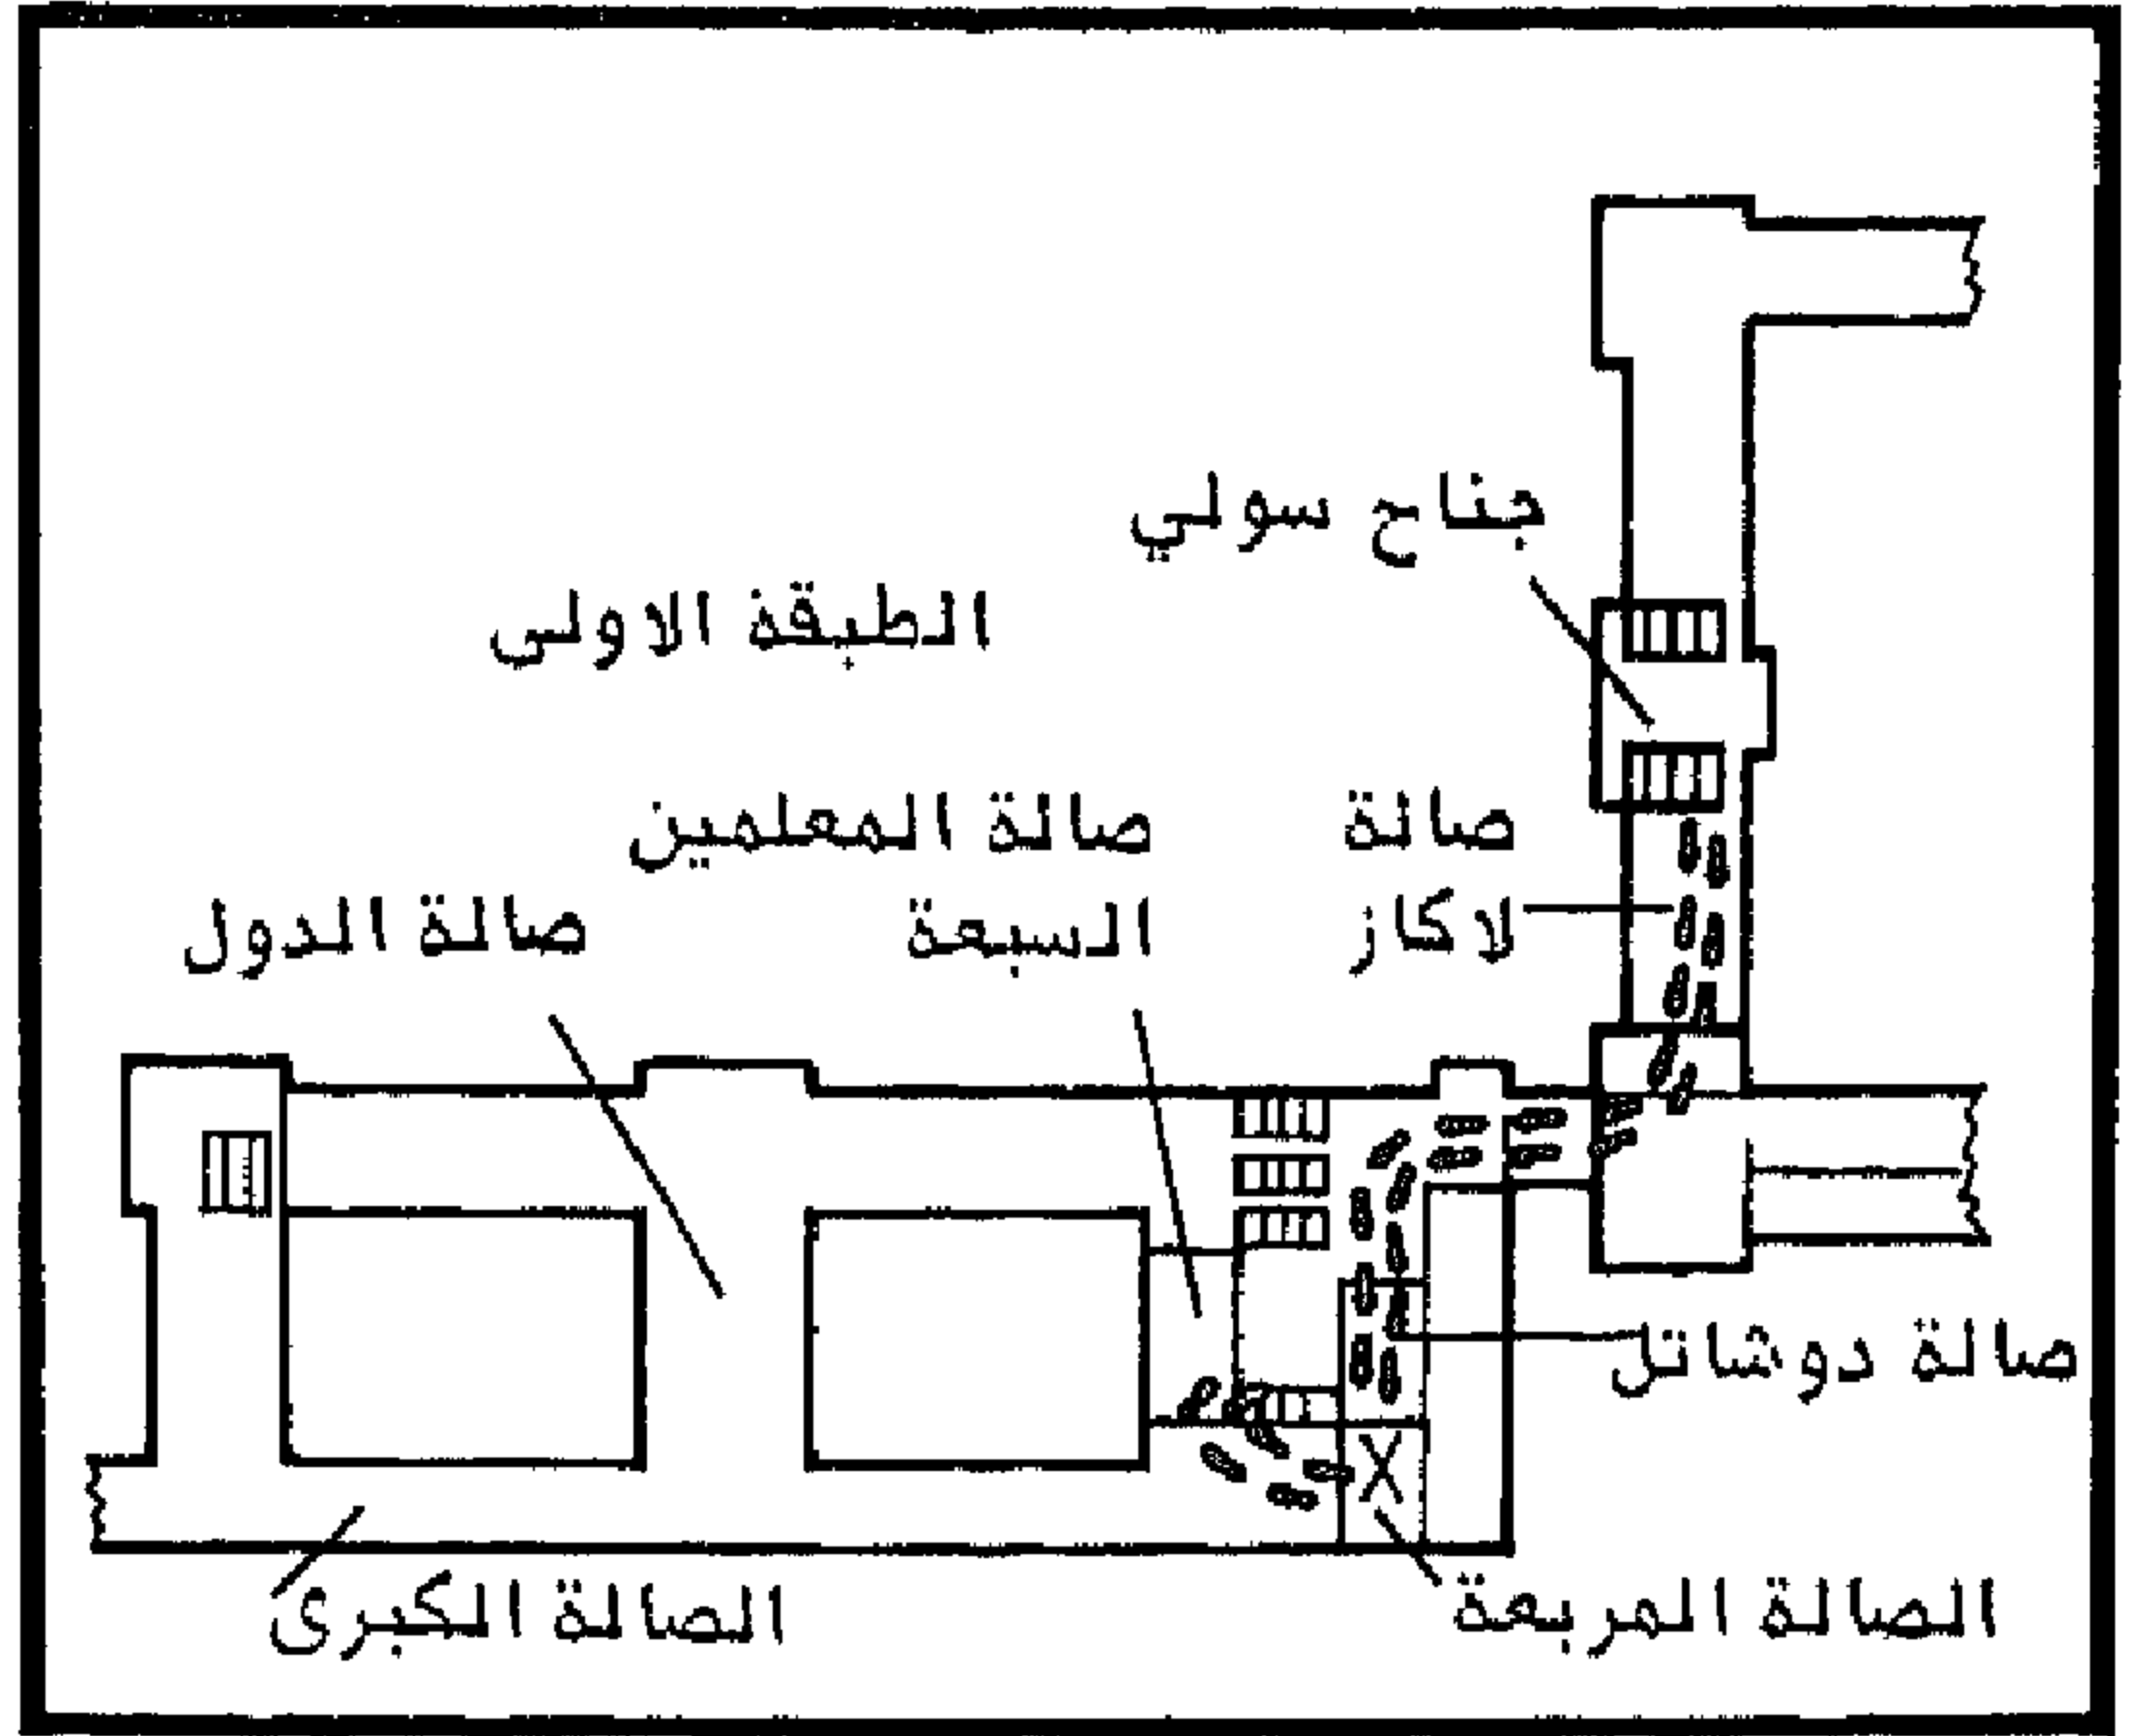 جناح سولي
الطبقة الاولى
صالة
لاكاز
صالة المعلمين
السبعة
صالة الدول
صالة دوشاتل
الصالة المربعة
الصالة الكبرى
X